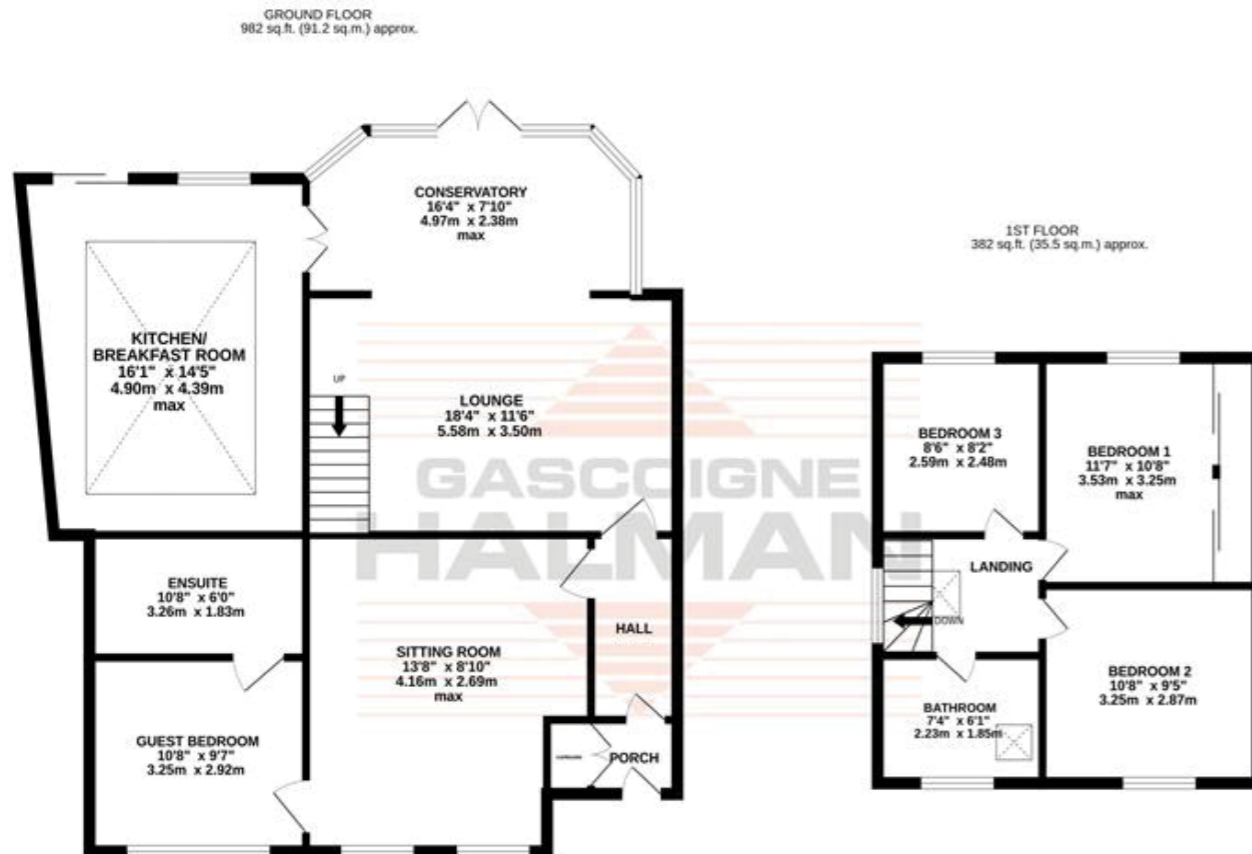 GROUND FLOOR
982 sq.ft. (91.2 sq.m.) approx.
CONSERVATORY
16'4" x 7'10"
4.97m x 2.38m
max
1ST FLOOR
382 sq.ft. (35.5 sq.m.) approx.
KITCHEN/
BREAKFAST ROOM
16'1" x 14'5"
4.90m x 4.39m
max
UP
LOUNGE
18'4" x 11'6"
5.58m x 3.50m
BEDROOM 3
8'6" x 8'2"
2.59m x 2.48m
BEDROOM 1
11'7" x 10'8"
3.53m x 3.25m
max
GASCOIGNE
HALMAN
ENSUITE
10'8" x 6'0"
3.26m x 1.83m
LANDING
DOWN
HALL
SITTING ROOM
13'8" x 8'10"
4.16m x 2.69m
max
BEDROOM 2
10'8" x 9'5"
3.25m x 2.87m
BATHROOM
7'4" x 6'1"
2.23m x 1.85m
GUEST BEDROOM
10'8" x 9'7"
3.25m x 2.92m
PORCH